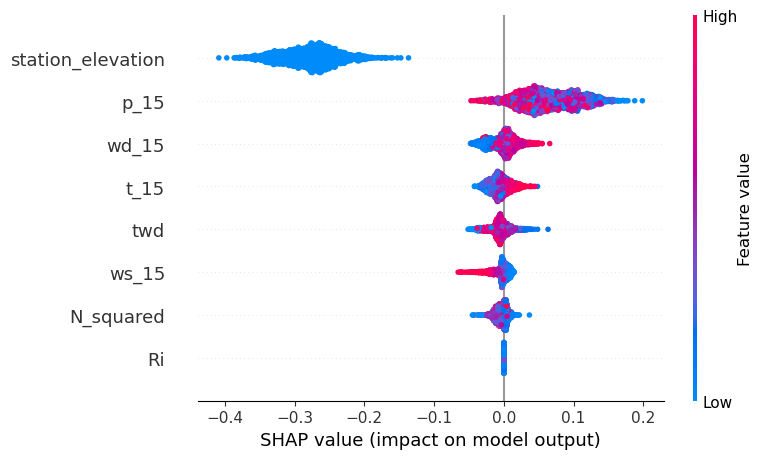 High
station_elevation
p_15
wd_15
t_15
twd
ws_15
N_squared
Ri
Feature value
Low
−0.4 −0.3 −0.2 −0.1 0.0 0.1 0.2
SHAP value (impact on model output)